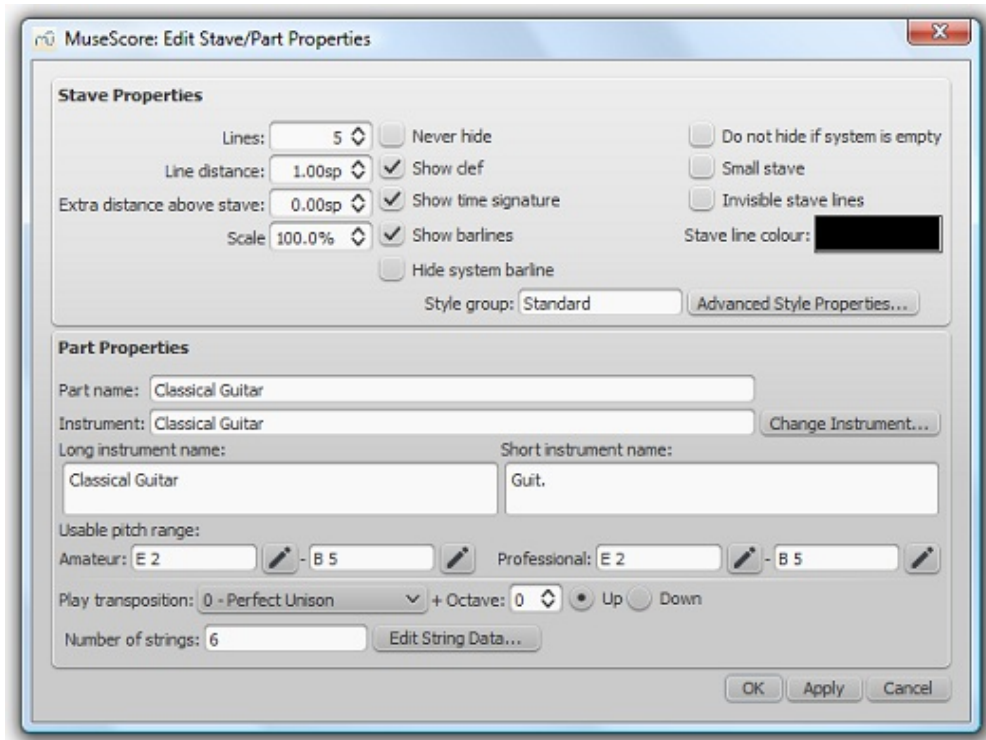 MuseScore: Edit Stave/Part Properties
Stave Properties
Lines: 5 Never hide Do not hide if system is empty
Line distance: 1.00sp Show clef Small stave
Extra distance above stave: 0.00sp Show time signature Invisible stave lines
Scale 100.0% Show barlines Stave line colour:
Hide system barline
Style group: Standard Advanced Style Properties...
Part Properties
Part name: Classical Guitar
Instrument: Classical Guitar Change Instrument...
Long instrument name: Short instrument name:
Classical Guitar Guit.
Usable pitch range:
Amateur: E 2 - B 5 Professional: E 2 - B 5
Play transposition: 0 - Perfect Unison + Octave: 0 Up Down
Number of strings: 6 Edit String Data...
OK Apply Cancel